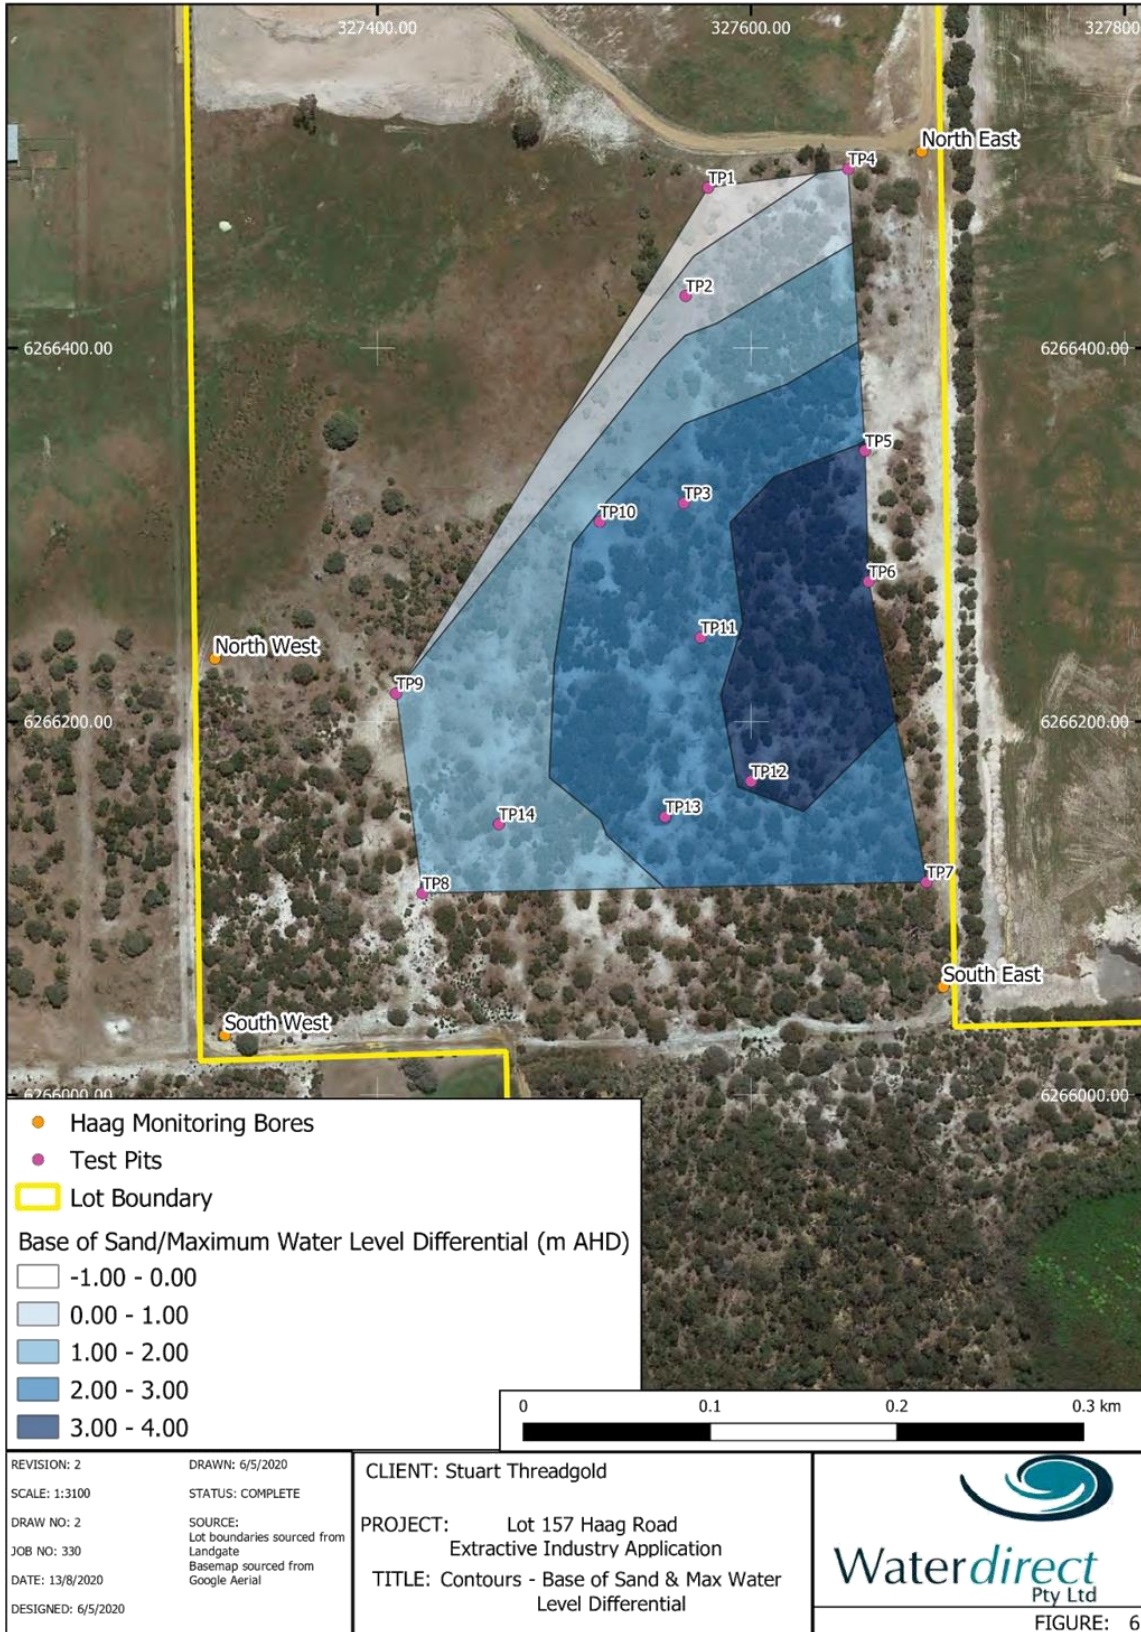 327400.00
327600.00
327800
North East
TP4
TP1
TP2
6266400.00
6266400.00
TP5
TP3
TP10
TP6
TP11
North West
TP9
6266200.00
6266200.00
TP12
TP13
TP14
TP7
TP8
South East
South West
6266000.00
6266000.00
Haag Monitoring Bores
Test Pits
Lot Boundary
Base of Sand/Maximum Water Level Differential (m AHD)
-1.00 - 0.00
0.00 - 1.00
1.00 - 2.00
2.00 - 3.00
3.00 - 4.00
0 0.1 0.2 0.3 km
REVISION: 2
SCALE: 1:3100
DRAW NO: 2
JOB NO: 330
DATE: 13/8/2020
DESIGNED: 6/5/2020
DRAWN: 6/5/2020
STATUS: COMPLETE
SOURCE:
Lot boundaries sourced from
Landgate
Basemap sourced from
Google Aerial
CLIENT: Stuart Threadgold
PROJECT: Lot 157 Haag Road
Extractive Industry Application
TITLE: Contours - Base of Sand & Max Water
Level Differential
Waterdirect
Pty Ltd
FIGURE: 6